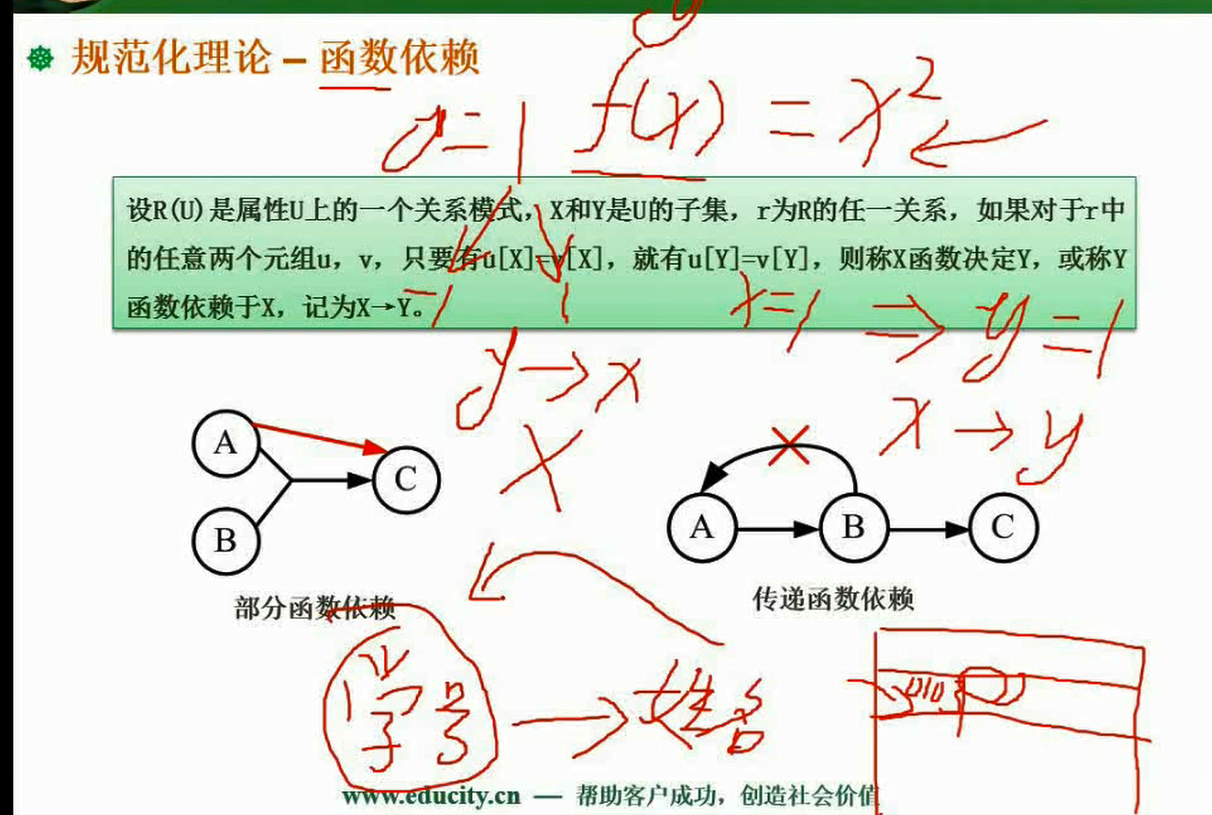 规范化理论 – 函数依赖
y
y=1 f(x) = x²
设R(U)是属性U上的一个关系模式，X和Y是U的子集，r为R的任一关系，如果对于r中
的任意两个元组u，v，只要有u[X]=v[X]，就有u[Y]=v[Y]，则称X函数决定Y，或称Y
函数依赖于X，记为X→Y。
-1 1 x=1 ⇒ y=1
y→x
x→y
A
B
C
A
B
C
部分函数依赖
传递函数依赖
学号 → 姓名
www.educity.cn — 帮助客户成功，创造社会价值